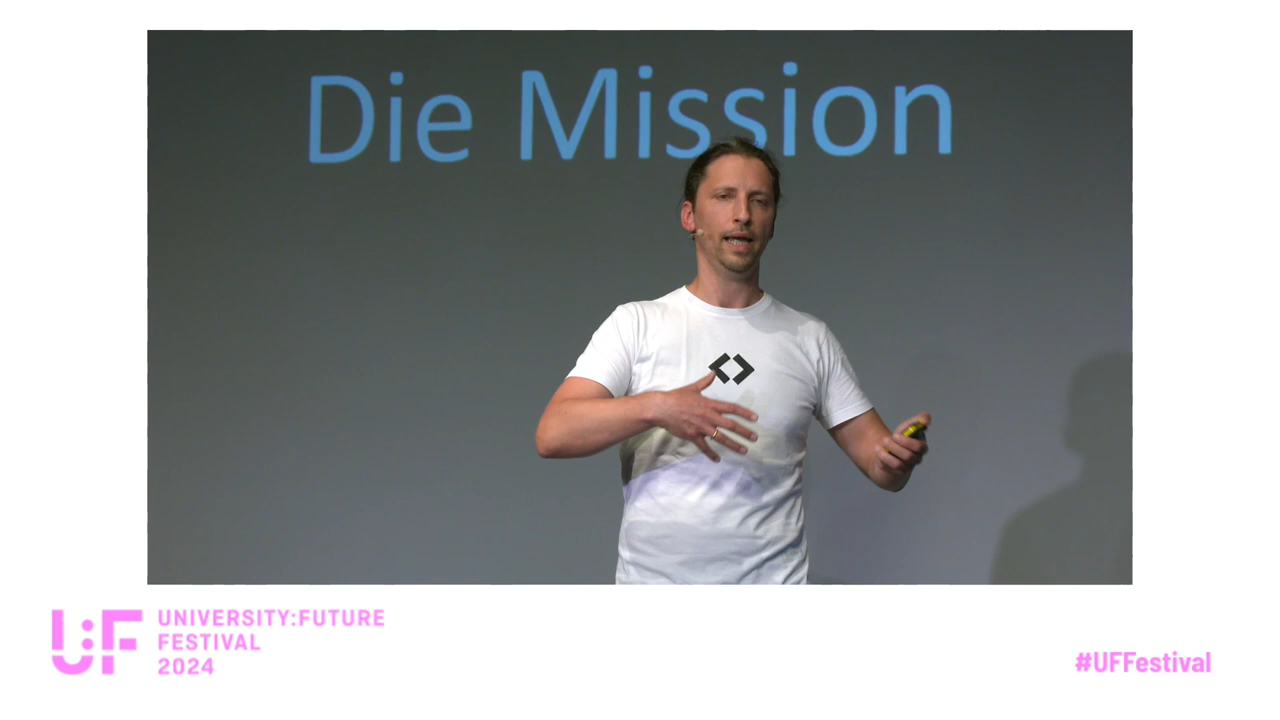 Die Mission
U:F
UNIVERSITY:FUTURE
FESTIVAL
2024
#UFFestival